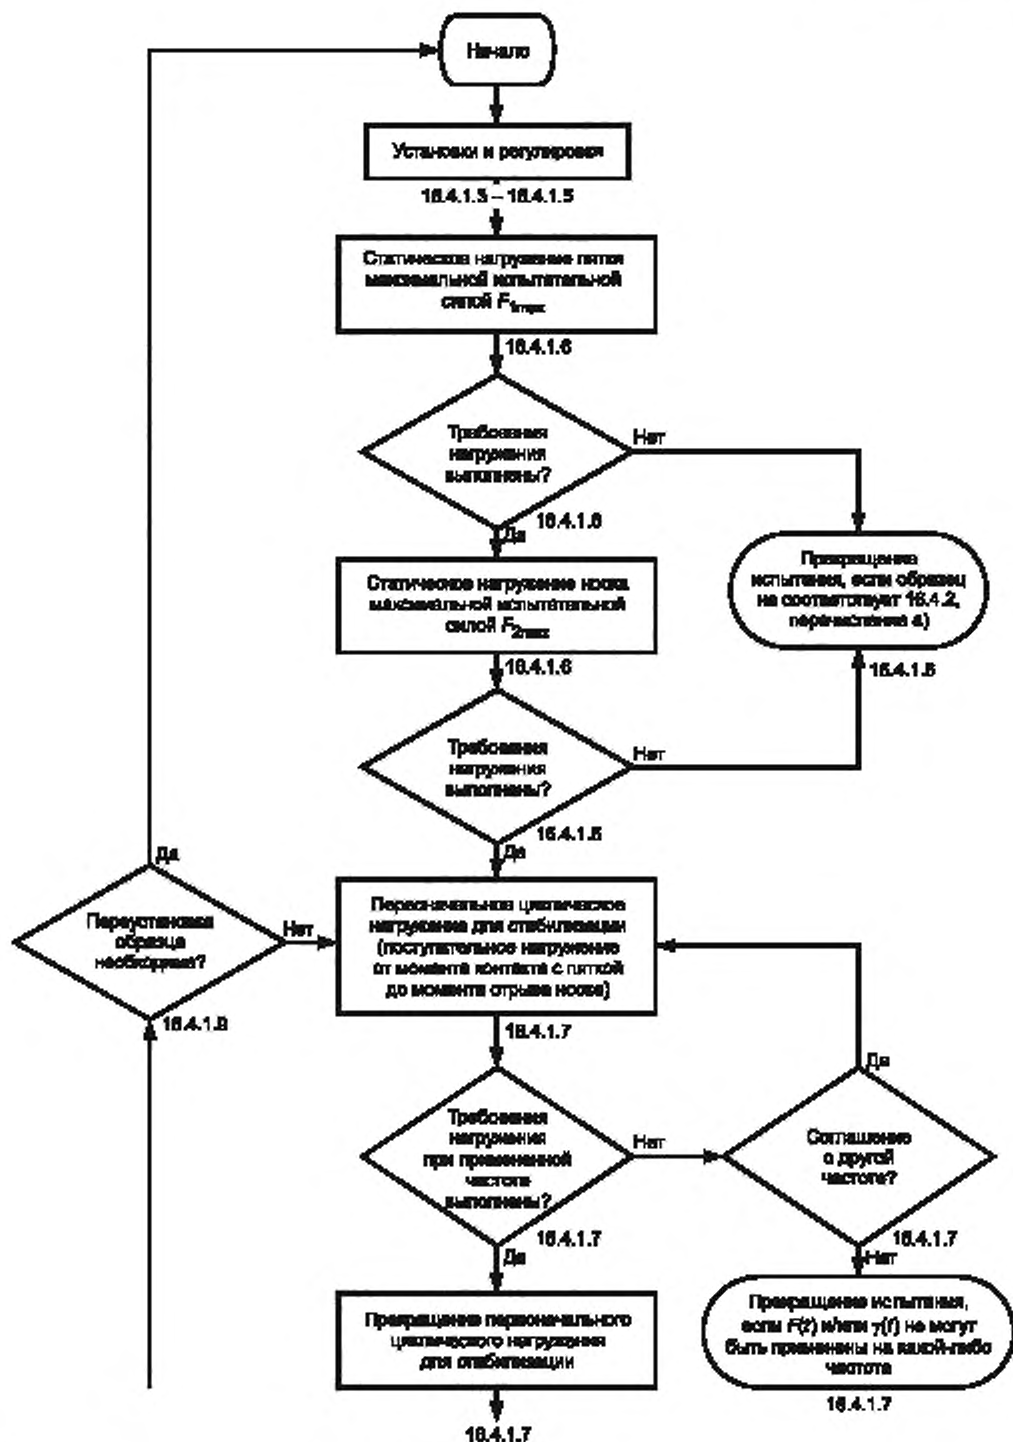 Начало
Установки и регулировка
16.4.1.3 – 16.4.1.5
Статическое нагружение пятки
максимальной испытательной
силой F1max
16.4.1.6
Требования
нагружения
выполнены?
Нет
16.4.1.6
Да
Прекращение
испытания, если образец
не соответствует 16.4.2,
перечисление а)
16.4.1.6
Статическое нагружение носка
максимальной испытательной
силой F2max
16.4.1.6
Требования
нагружения
выполнены?
Нет
16.4.1.6
Да
Да
Переустановка
образца
необходима?
Нет
16.4.1.8
Первоначальное циклическое
нагружение для стабилизации
(поступательное нагружение
от момента контакта с пяткой
до момента отрыва носка)
16.4.1.7
Требования
нагружения
при примененной
частоте
выполнены?
Нет
16.4.1.7
Да
Да
Соглашение
о другой
частоте?
16.4.1.7
Нет
Прекращение первоначального
циклического нагружения
для стабилизации
16.4.1.7
Прекращение испытания,
если F(t) и/или γ(t) не могут
быть применены на какой-либо
частоте
16.4.1.7